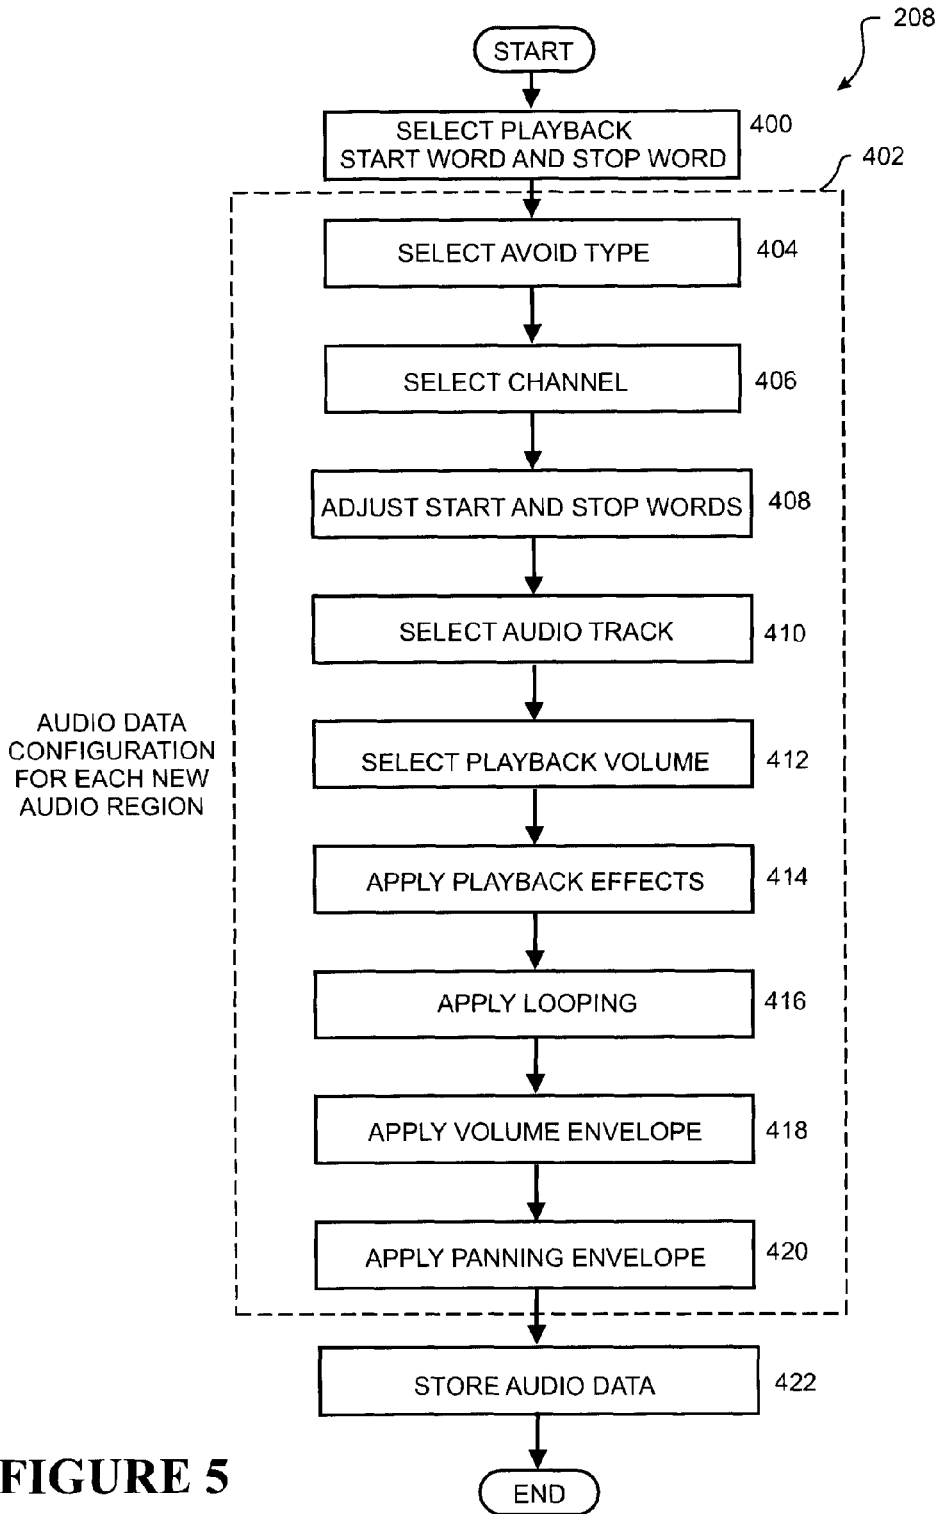 208
START
SELECT PLAYBACK
START WORD AND STOP WORD
400
402
SELECT AVOID TYPE
404
SELECT CHANNEL
406
ADJUST START AND STOP WORDS
408
SELECT AUDIO TRACK
410
AUDIO DATA
CONFIGURATION
FOR EACH NEW
AUDIO REGION
SELECT PLAYBACK VOLUME
412
APPLY PLAYBACK EFFECTS
414
APPLY LOOPING
416
APPLY VOLUME ENVELOPE
418
APPLY PANNING ENVELOPE
420
STORE AUDIO DATA
422
FIGURE 5
END